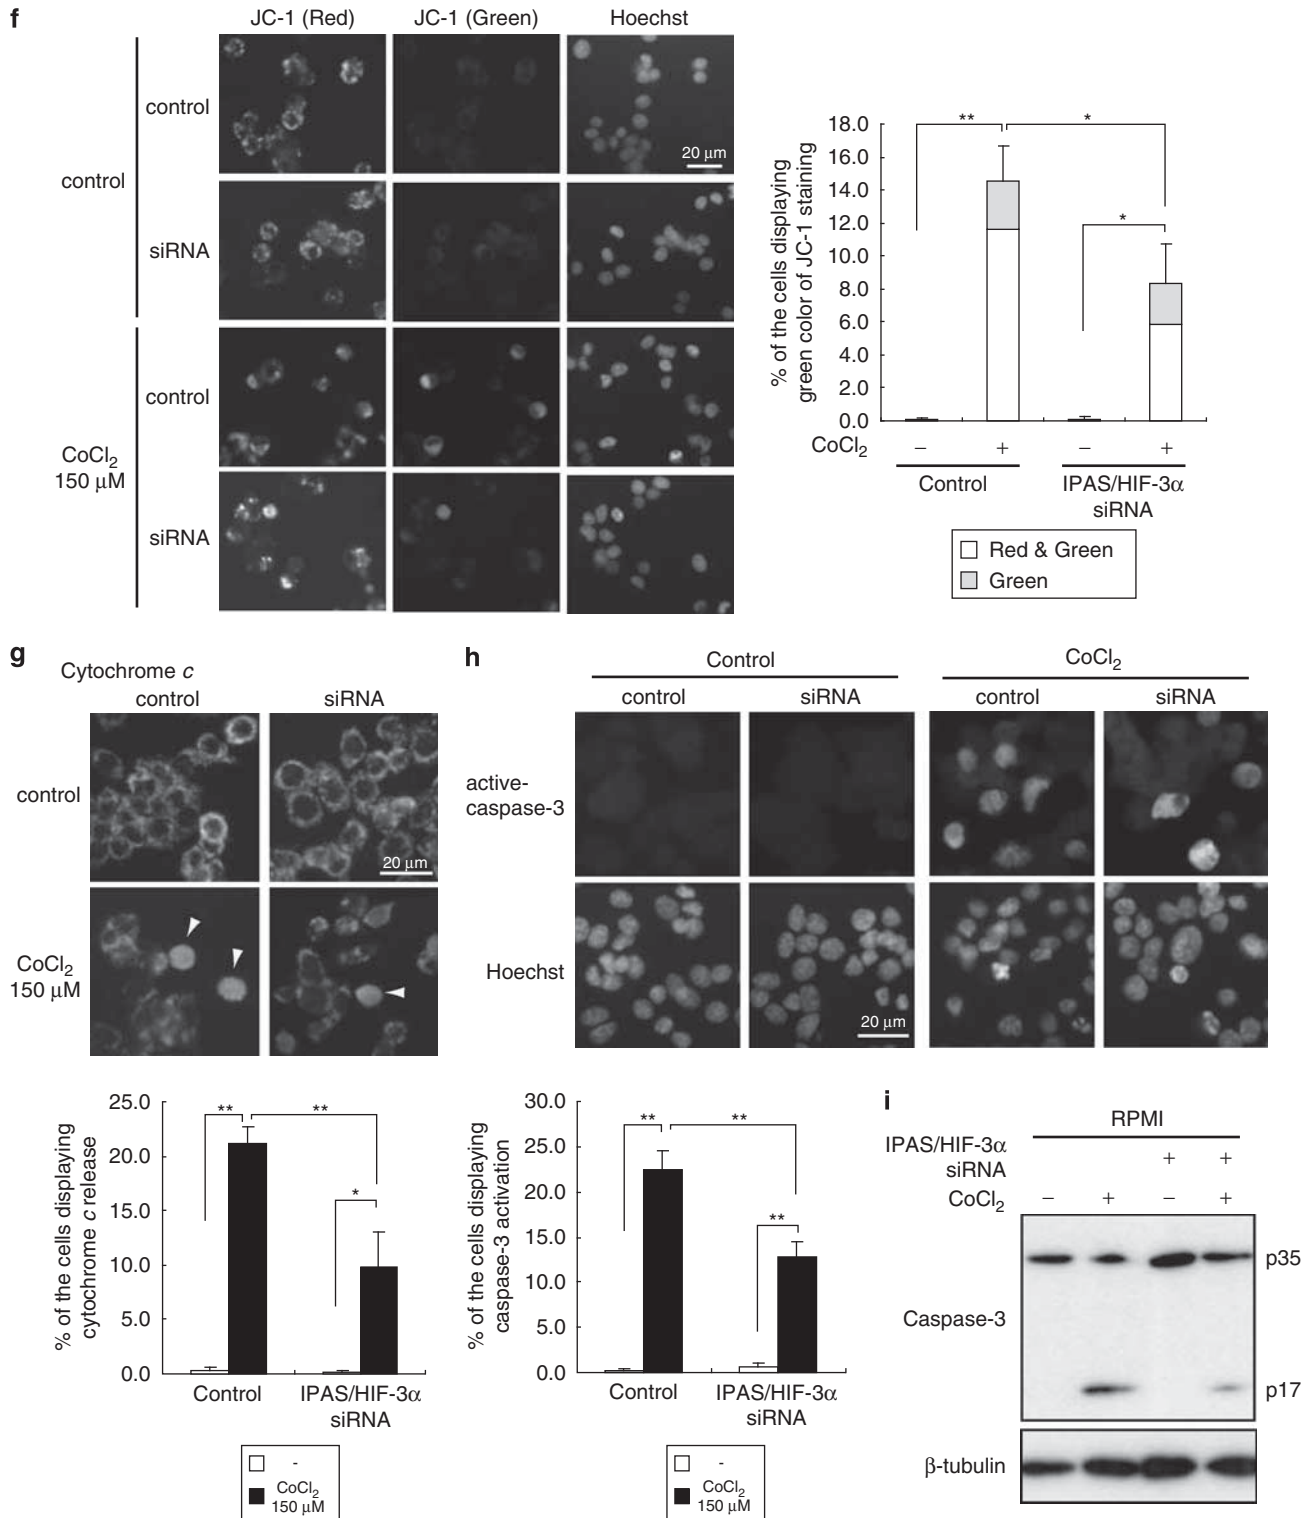 f
JC-1 (Red) JC-1 (Green) Hoechst
control
control
siRNA
CoCl2
150 µM
control
siRNA
20 µm
% of the cells displaying
green color of JC-1 staining
18.0
16.0
14.0
12.0
10.0
8.0
6.0
4.0
2.0
0.0
** *
*
CoCl2 − + − +
Control IPAS/HIF-3α
siRNA
Red & Green
Green
g
Cytochrome c
control siRNA
control
20 µm
CoCl2
150 µM
% of the cells displaying
cytochrome c release
25.0
20.0
15.0
10.0
5.0
0.0
** **
*
Control IPAS/HIF-3α
siRNA
-
CoCl2
150 µM
h
Control CoCl2
control siRNA control siRNA
active-
caspase-3
Hoechst
20 µm
% of the cells displaying
caspase-3 activation
30.0
25.0
20.0
15.0
10.0
5.0
0.0
** **
**
Control IPAS/HIF-3α
siRNA
-
CoCl2
150 µM
i
RPMI
IPAS/HIF-3α
siRNA + +
CoCl2 − + − +
p35
Caspase-3
p17
β-tubulin